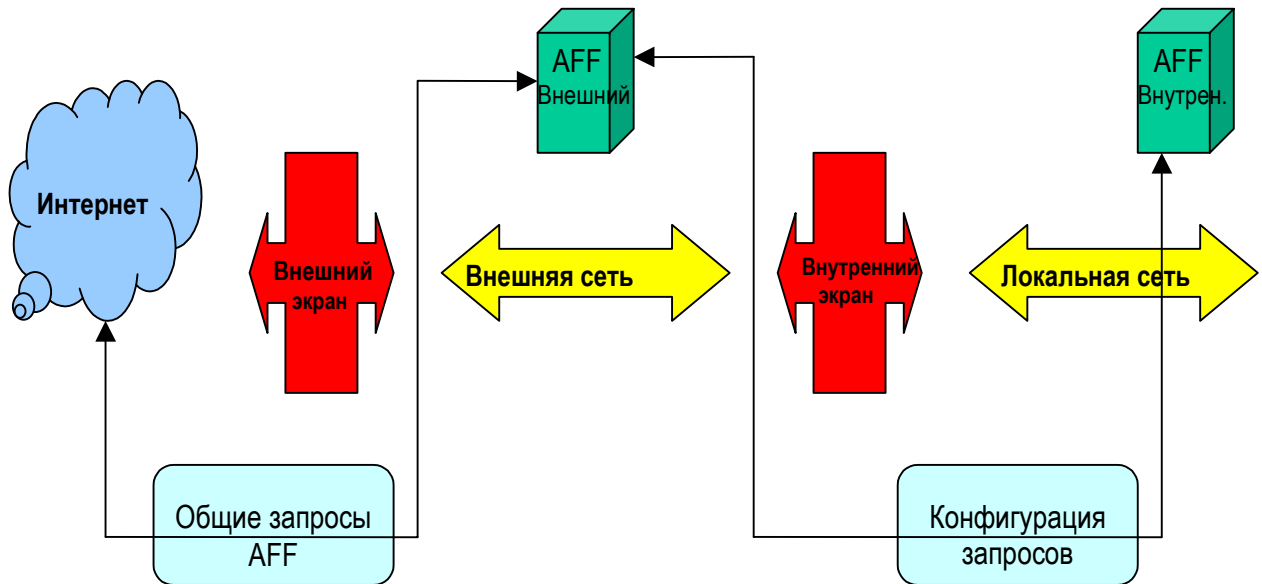 AFF
Внешний
AFF
Внутрен.
Интернет
Внешний
экран
Внешняя сеть
Внутренний
экран
Локальная сеть
Общие запросы
AFF
Конфигурация
запросов